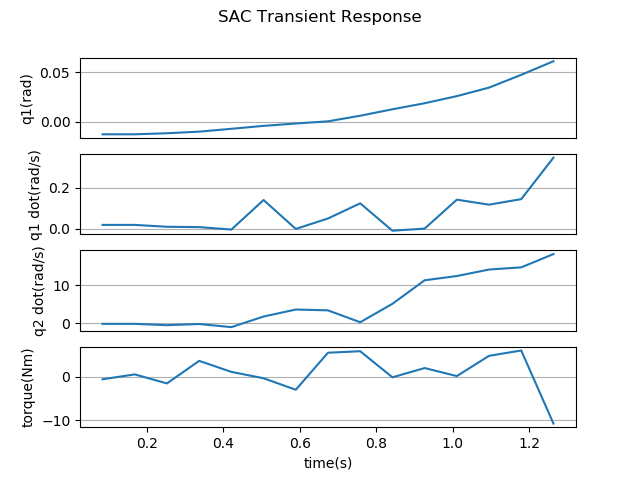 SAC Transient Response
q1(rad)
0.05
0.00
q1 dot(rad/s)
0.2
0.0
q2 dot(rad/s)
10
0
torque(Nm)
0
−10
0.2 0.4 0.6 0.8 1.0 1.2
time(s)